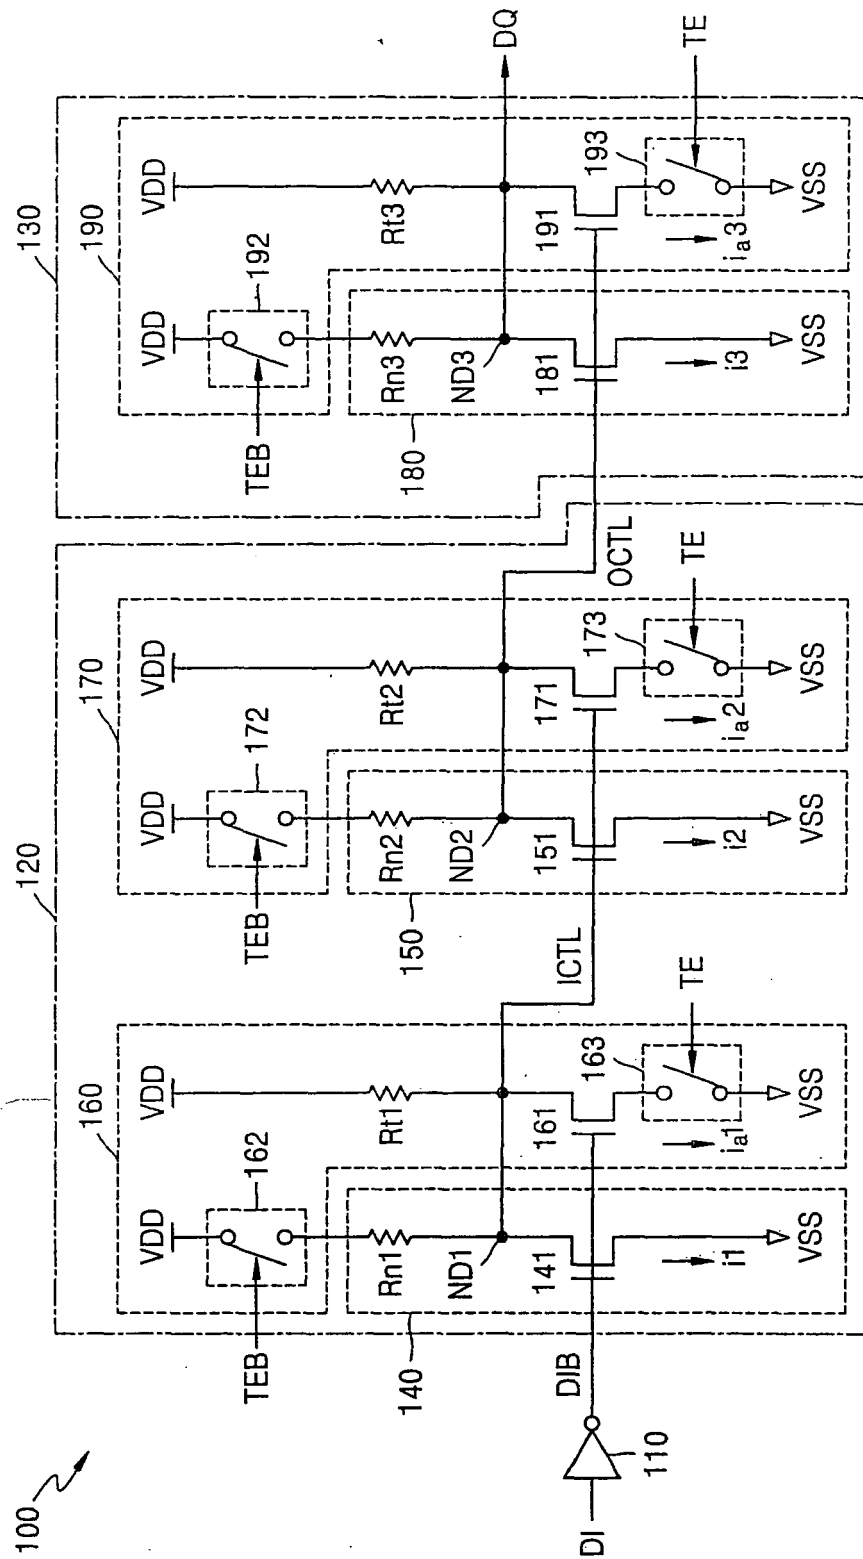 100
120
130
160
170
190
VDD
VDD
VDD
VDD
VDD
VDD
162
172
192
TEB
TEB
TEB
Rn1
Rt1
Rn2
Rt2
Rn3
Rt3
140
150
180
ND1
ND2
ND3
DQ
DI
110
DIB
141
161
163
ICTL
151
171
173
OCTL
181
191
193
TE
TE
TE
i1
ia1
i2
ia2
i3
ia3
VSS
VSS
VSS
VSS
VSS
VSS